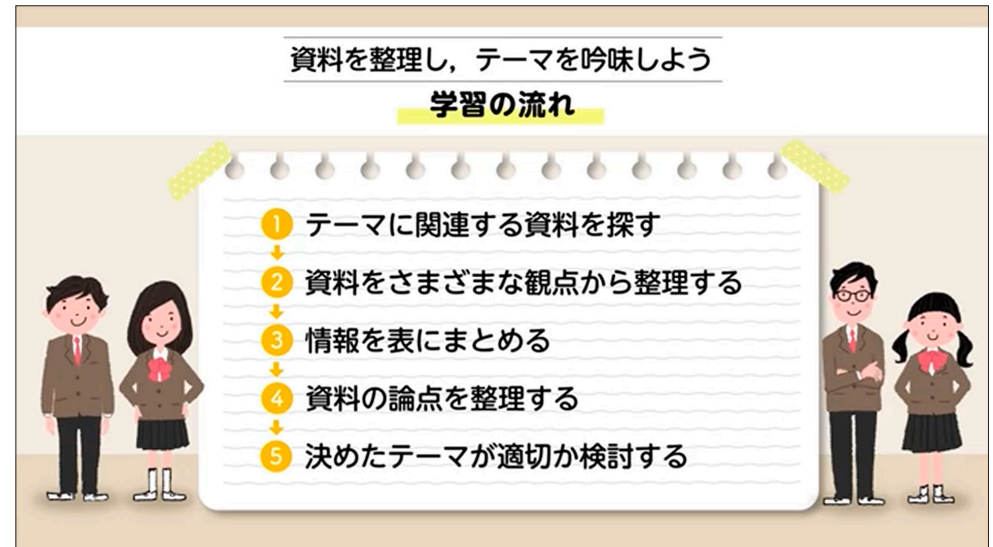 資料を整理し，テーマを吟味しよう
学習の流れ
1 テーマに関連する資料を探す
2 資料をさまざまな観点から整理する
3 情報を表にまとめる
4 資料の論点を整理する
5 決めたテーマが適切か検討する